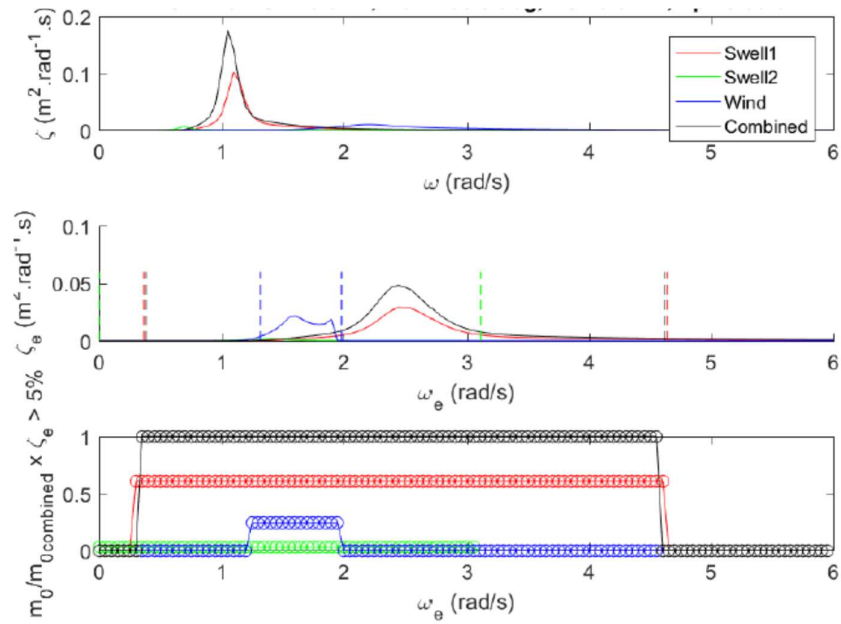 0.2
0.1
0
ζ (m².rad⁻¹.s)
Swell1
Swell2
Wind
Combined
0 1 2 3 4 5 6
ω (rad/s)
0.1
0.05
0
ζₑ (m².rad⁻¹.s)
0 1 2 3 4 5 6
ωₑ (rad/s)
1
0.5
0
m₀/m₀combined x ζₑ > 5%
0 1 2 3 4 5 6
ωₑ (rad/s)